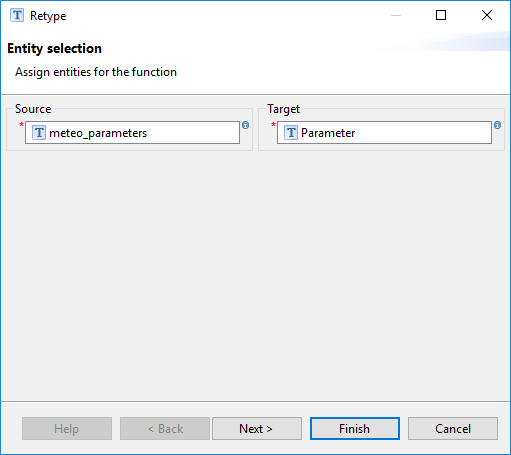 T Retype
Entity selection
Assign entities for the function
Source Target
* T meteo_parameters i * T Parameter i
Help < Back Next > Finish Cancel